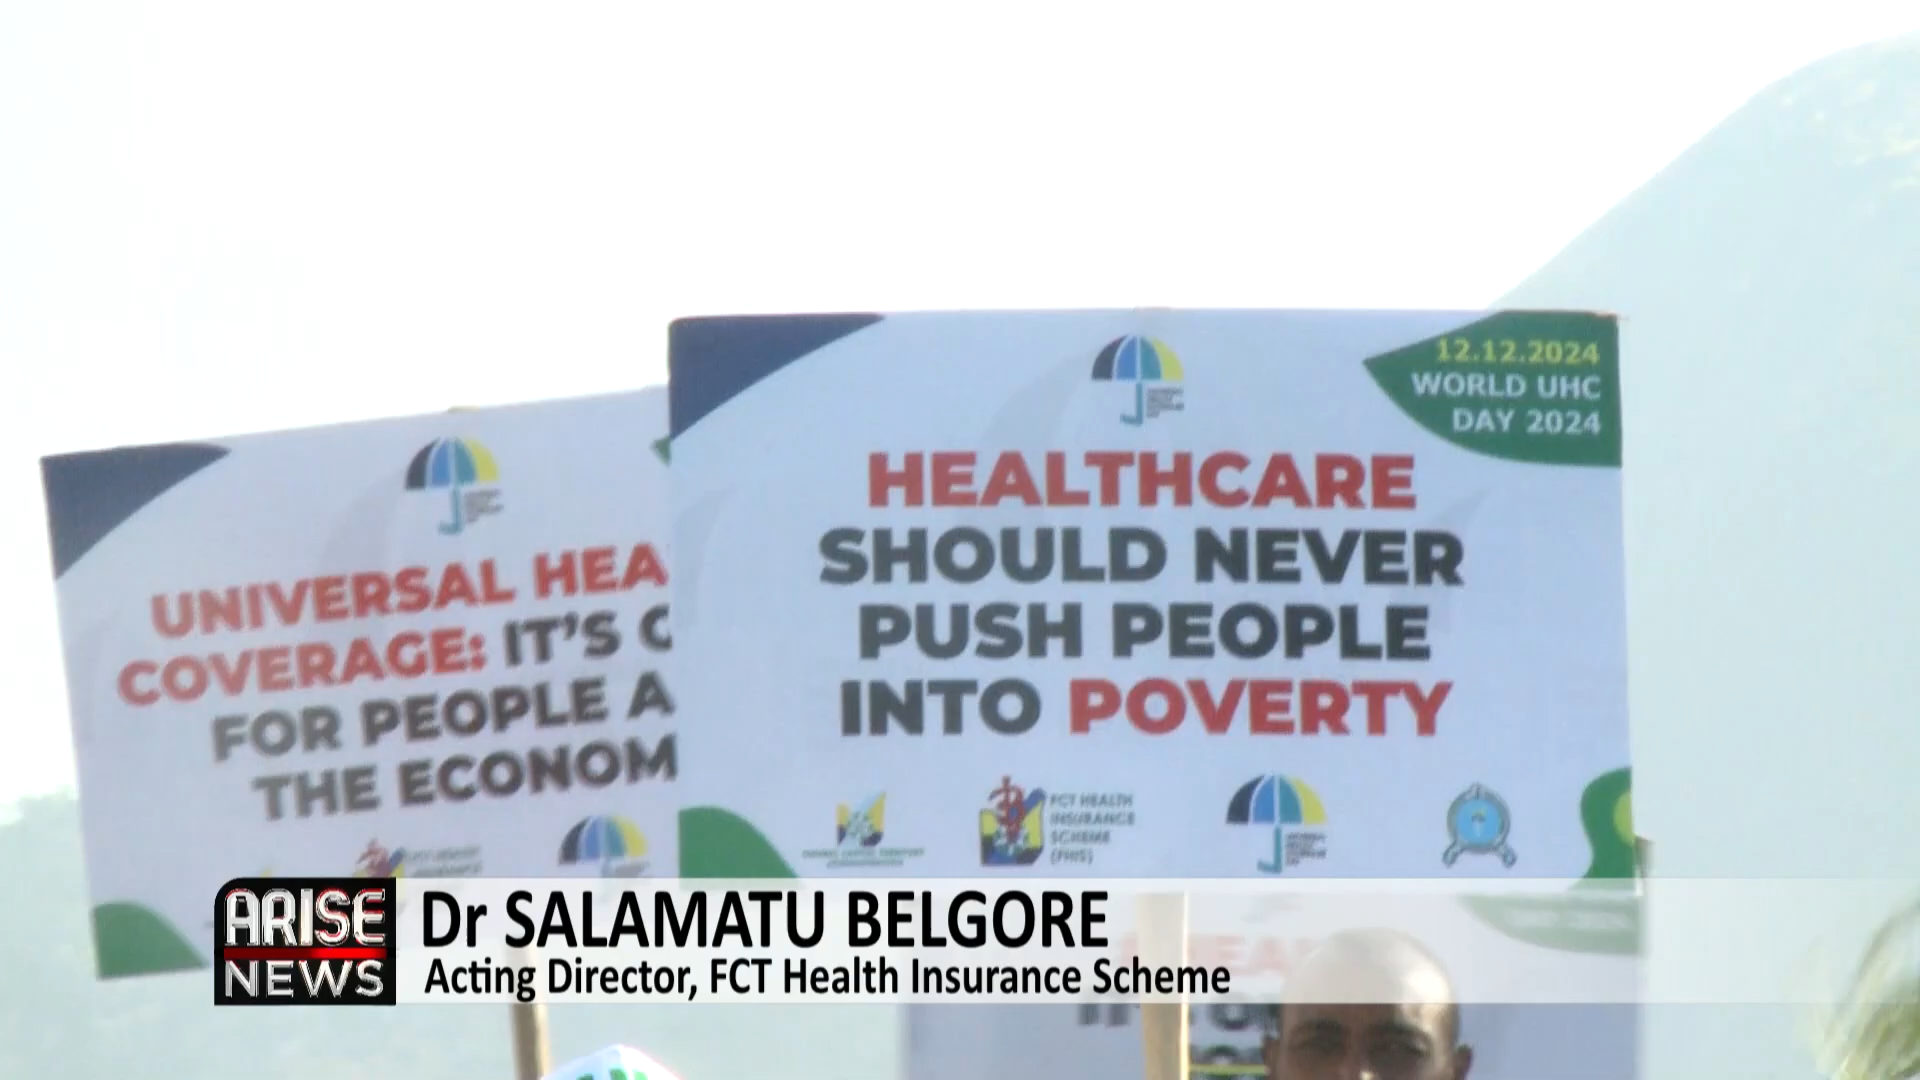 UNIVERSAL HEA
COVERAGE: IT'S
FOR PEOPLE A
THE ECONOM
12.12.2024
WORLD UHC
DAY 2024
HEALTHCARE
SHOULD NEVER
PUSH PEOPLE
INTO POVERTY
FCT HEALTH
INSURANCE
SCHEME
(FHIS)
ARISE
NEWS
Dr SALAMATU BELGORE
Acting Director, FCT Health Insurance Scheme